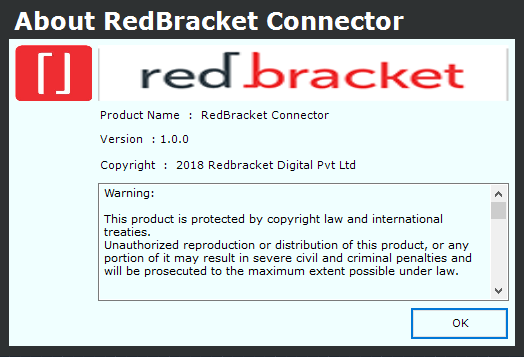 About RedBracket Connector
[]
red.bracket
Product Name : RedBracket Connector
Version : 1.0.0
Copyright : 2018 Redbracket Digital Pvt Ltd
Warning:
This product is protected by copyright law and international
treaties.
Unauthorized reproduction or distribution of this product, or any
portion of it may result in severe civil and criminal penalties and
will be prosecuted to the maximum extent possible under law.
OK